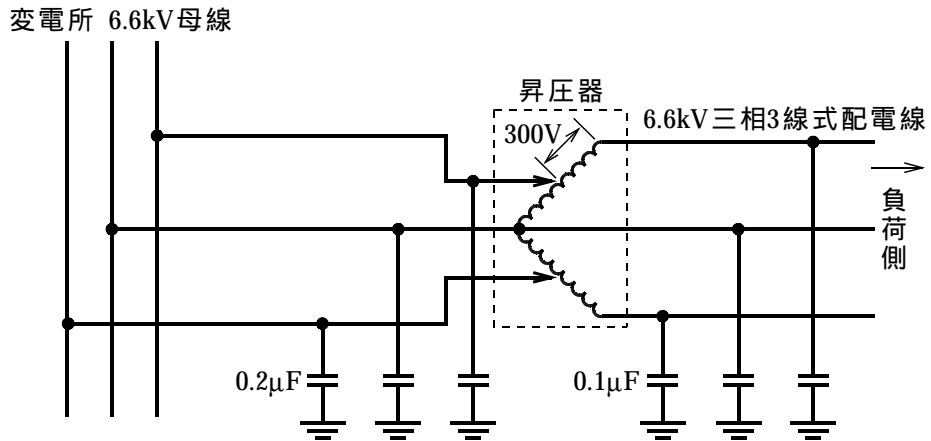 変電所 6.6kV母線
昇圧器
300V
6.6kV三相3線式配電線
負荷側
0.2μF
0.1μF